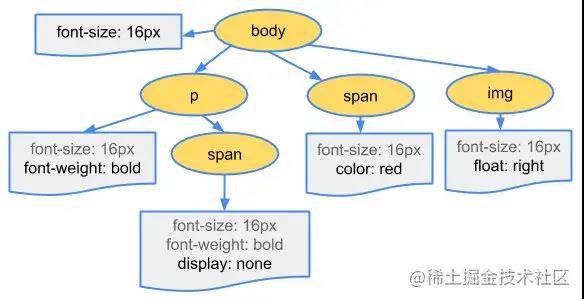 font-size: 16px
body
p
span
img
font-size: 16px
font-weight: bold
span
font-size: 16px
color: red
font-size: 16px
float: right
font-size: 16px
font-weight: bold
display: none
@稀土掘金技术社区